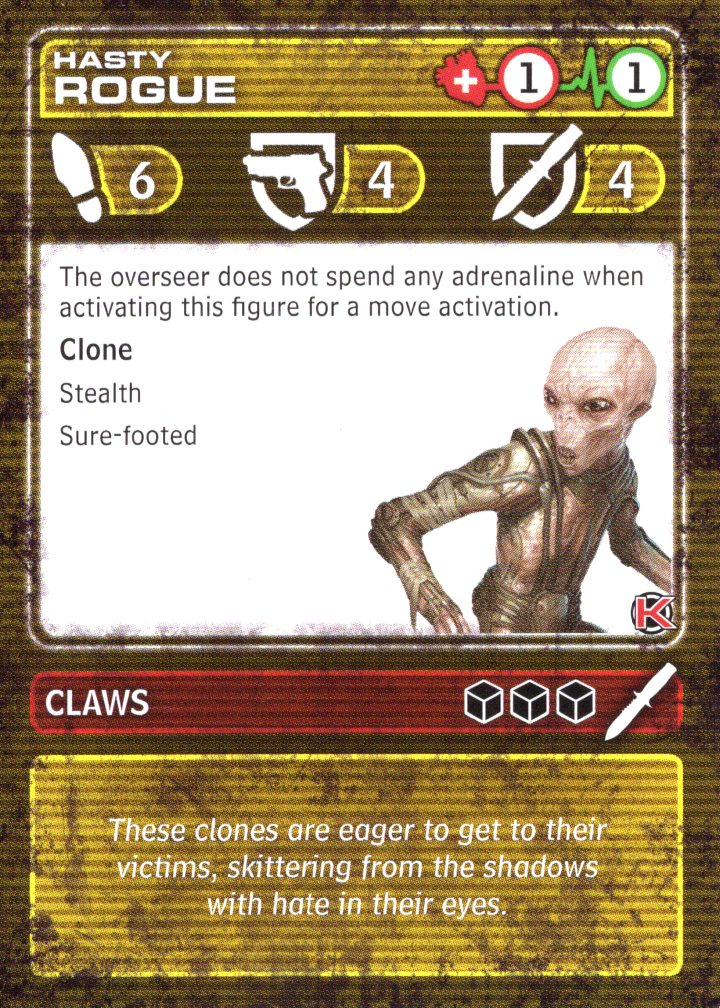 HASTY
ROGUE
1 1
6 4 4
The overseer does not spend any adrenaline when
activating this figure for a move activation.
Clone
Stealth
Sure-footed
K
CLAWS
These clones are eager to get to their
victims, skittering from the shadows
with hate in their eyes.